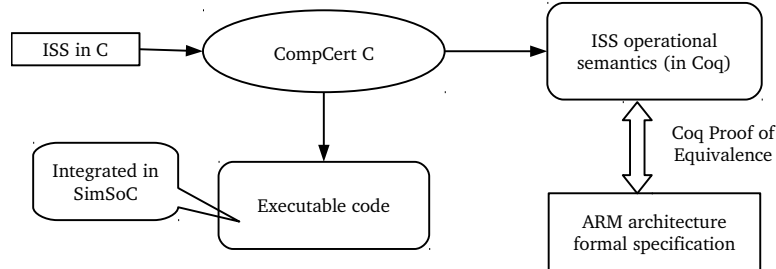 ISS in C
CompCert C
ISS operational
semantics (in Coq)
Coq Proof of
Equivalence
Integrated in
SimSoC
Executable code
ARM architecture
formal specification